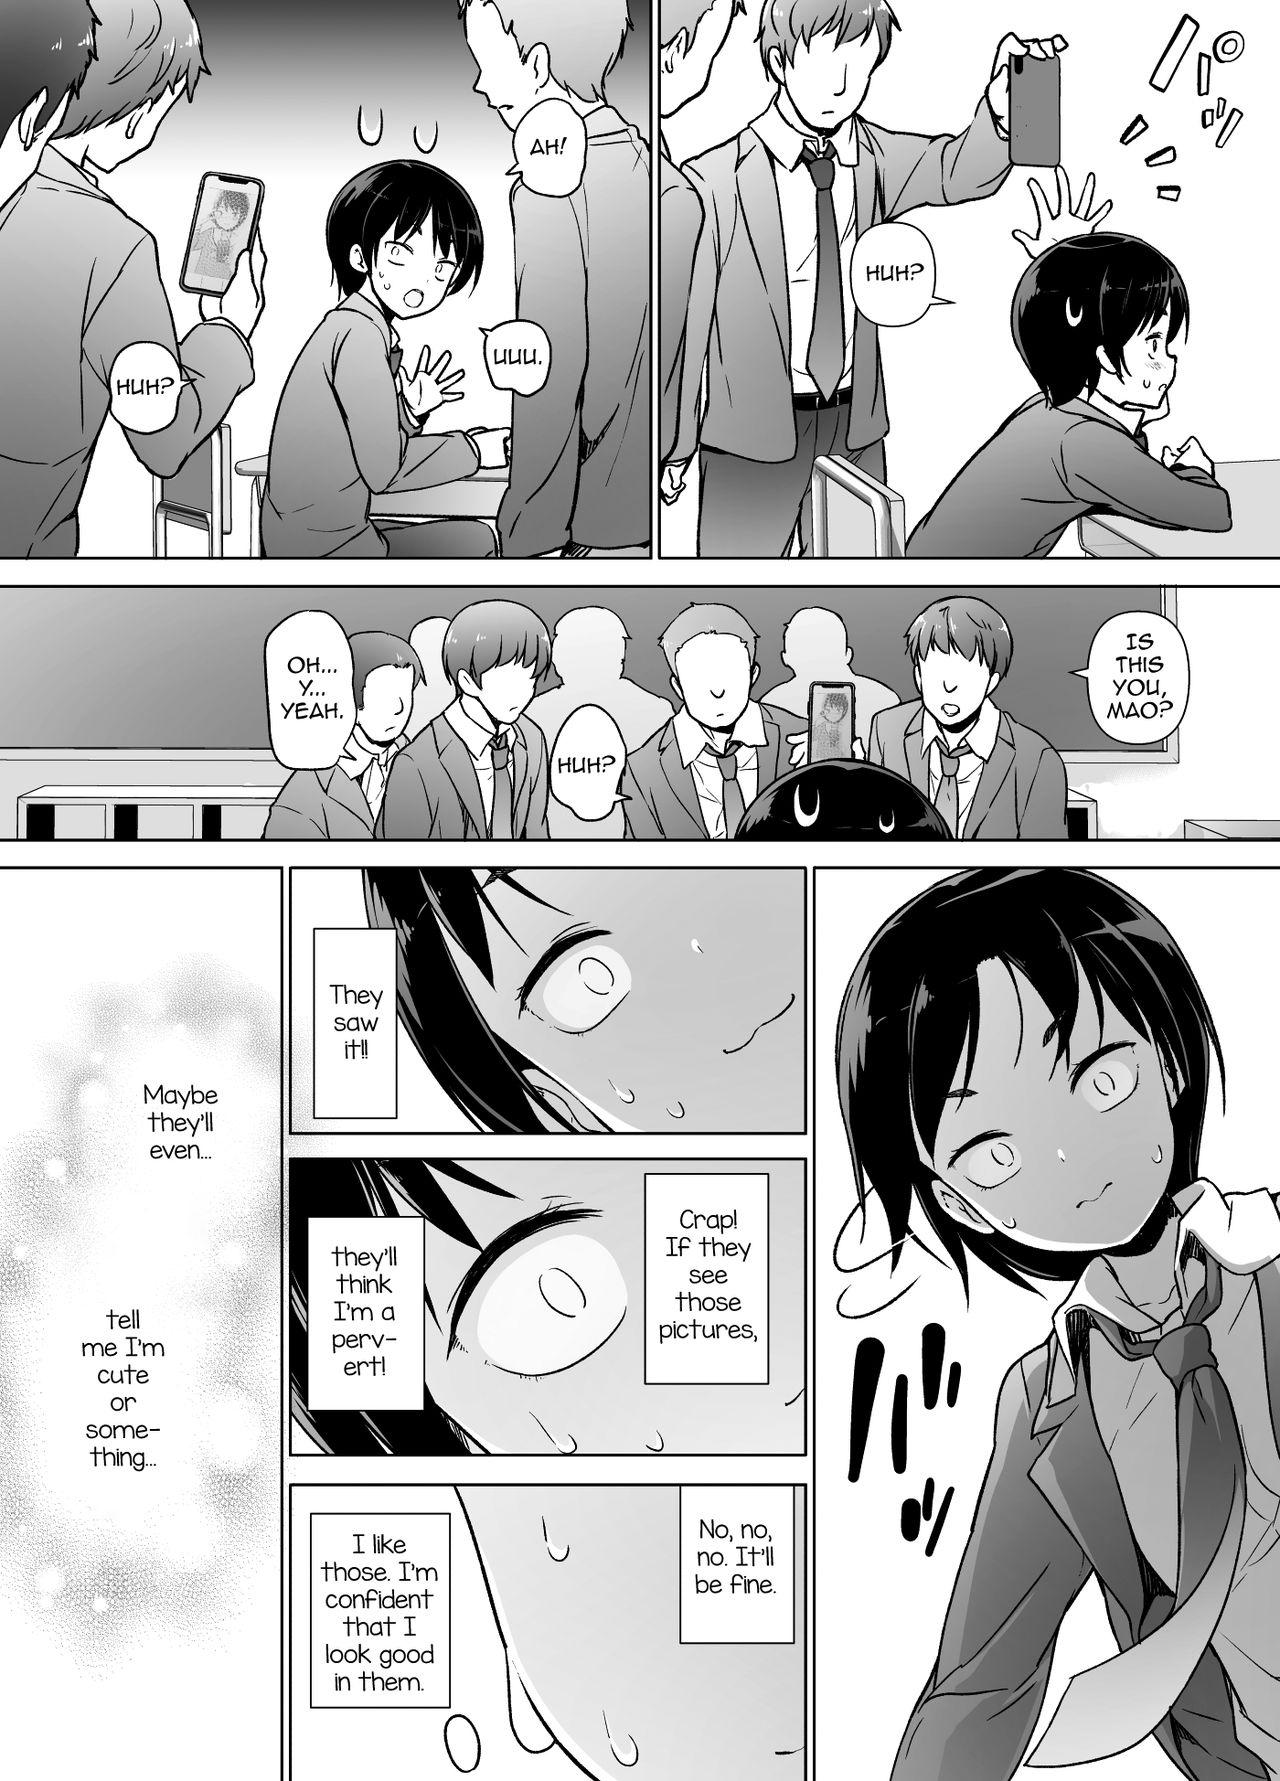 パッ
HUH?
AH!
UUU.
HUH?
IS
THIS
YOU,
MAO?
HUH?
OH...
Y...
YEAH.
They
saw
it!!
Crap!
If they
see
those
pictures,
they'll
think
I'm a
perv-
ert!
No, no,
no. It'll
be fine.
I like
those. I'm
confident
that I
look good
in them.
Maybe
they'll
even...
tell
me I'm
cute
or
some-
thing...